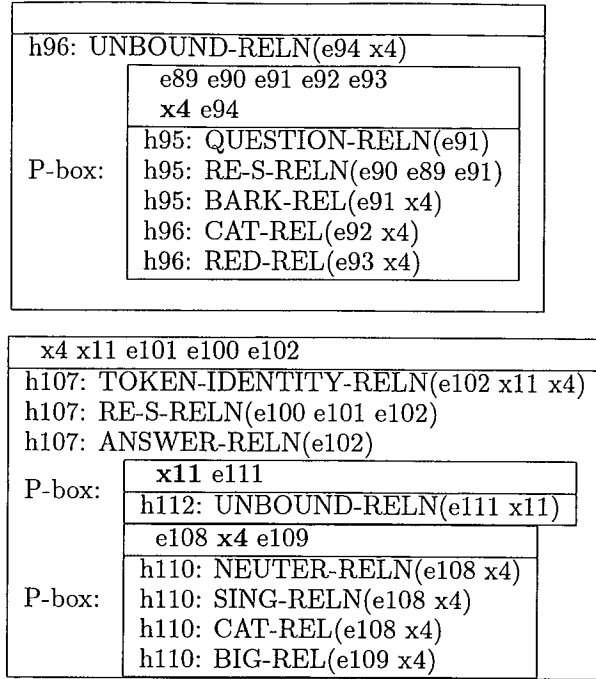 h96: UNBOUND-RELN(e94 x4)
e89 e90 e91 e92 e93
x4 e94
h95: QUESTION-RELN(e91)
P-box: h95: RE-S-RELN(e90 e89 e91)
h95: BARK-REL(e91 x4)
h96: CAT-REL(e92 x4)
h96: RED-REL(e93 x4)
x4 x11 e101 e100 e102
h107: TOKEN-IDENTITY-RELN(e102 x11 x4)
h107: RE-S-RELN(e100 e101 e102)
h107: ANSWER-RELN(e102)
P-box: x11 e111
h112: UNBOUND-RELN(e111 x11)
e108 x4 e109
h110: NEUTER-RELN(e108 x4)
P-box: h110: SING-RELN(e108 x4)
h110: CAT-REL(e108 x4)
h110: BIG-REL(e109 x4)